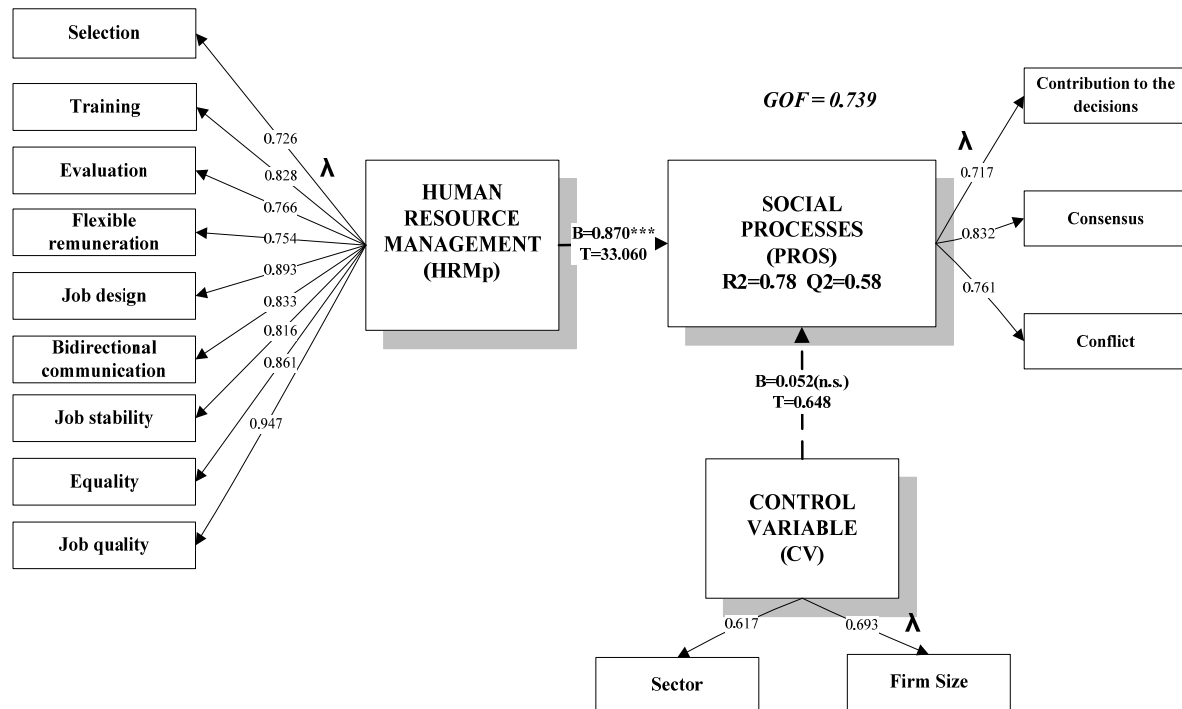 Selection
Training
Evaluation
Flexible
remuneration
Job design
Bidirectional
communication
Job stability
Equality
Job quality
0.726
λ
0.828
0.766
0.754
0.893
0.833
0.816
0.861
0.947
HUMAN
RESOURCE
MANAGEMENT
(HRMp)
B=0.870***
T=33.060
GOF = 0.739
SOCIAL
PROCESSES
(PROS)
R2=0.78 Q2=0.58
λ
0.717
0.832
0.761
Contribution to the
decisions
Consensus
Conflict
B=0.052(n.s.)
T=0.648
CONTROL
VARIABLE
(CV)
0.617
0.693
λ
Sector
Firm Size